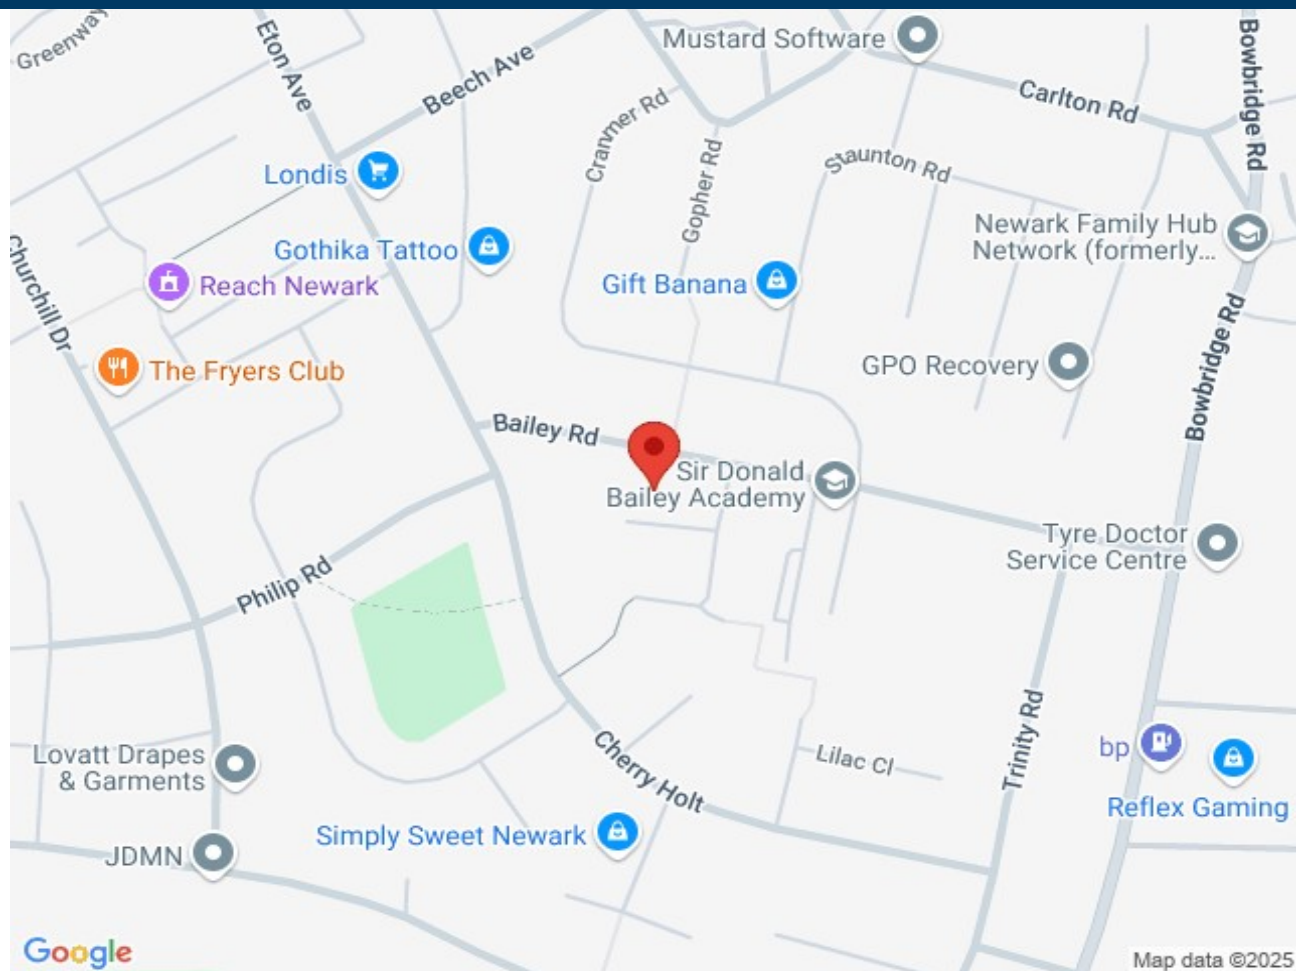 Greenway
Eton Ave
Beech Ave
Mustard Software
Carlton Rd
Bowbridge Rd
Cranmer Rd
Gopher Rd
Staunton Rd
Londis
Gothika Tattoo
Reach Newark
Churchill Dr
The Fryers Club
Gift Banana
Newark Family Hub
Network (formerly...
GPO Recovery
Bowbridge Rd
Bailey Rd
Sir Donald
Bailey Academy
Tyre Doctor
Service Centre
Philip Rd
Lovatt Drapes
& Garments
Cherry Holt
Lilac Cl
Trinity Rd
bp
Reflex Gaming
Simply Sweet Newark
JDMN
Google
Map data ©2025